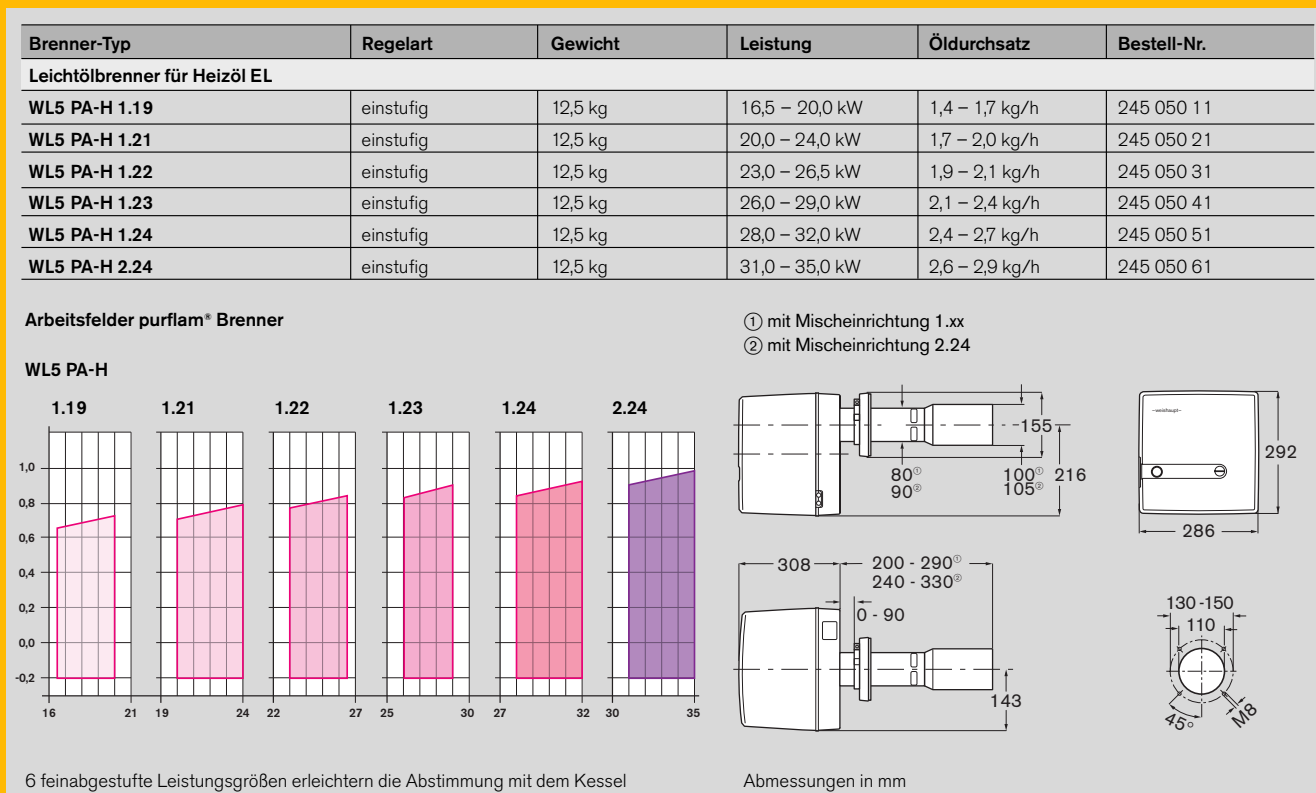 Brenner-Typ Regelart Gewicht Leistung Öldurchsatz Bestell-Nr.
Leichtölbrenner für Heizöl EL
WL5 PA-H 1.19 einstufig 12,5 kg 16,5 – 20,0 kW 1,4 – 1,7 kg/h 245 050 11
WL5 PA-H 1.21 einstufig 12,5 kg 20,0 – 24,0 kW 1,7 – 2,0 kg/h 245 050 21
WL5 PA-H 1.22 einstufig 12,5 kg 23,0 – 26,5 kW 1,9 – 2,1 kg/h 245 050 31
WL5 PA-H 1.23 einstufig 12,5 kg 26,0 – 29,0 kW 2,1 – 2,4 kg/h 245 050 41
WL5 PA-H 1.24 einstufig 12,5 kg 28,0 – 32,0 kW 2,4 – 2,7 kg/h 245 050 51
WL5 PA-H 2.24 einstufig 12,5 kg 31,0 – 35,0 kW 2,6 – 2,9 kg/h 245 050 61
Arbeitsfelder purflam® Brenner
WL5 PA-H
1.19 1.21 1.22 1.23 1.24 2.24
1,0
0,8
0,6
0,4
0,2
0,0
-0,2
16 21 19 24 22 27 25 30 27 32 30 35
6 feinabgestufte Leistungsgrößen erleichtern die Abstimmung mit dem Kessel
① mit Mischeinrichtung 1.xx
② mit Mischeinrichtung 2.24
155
80① 100① 216
90② 105②
–weishaupt–
292
286
308 200 - 290①
240 - 330②
0 - 90
143
130 -150
110
45°
M8
Abmessungen in mm